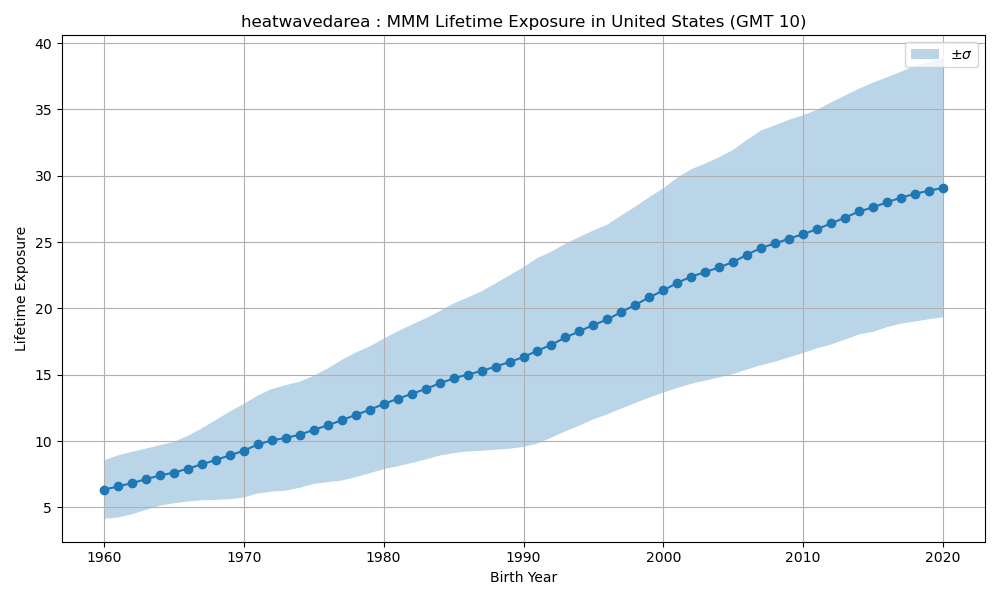 heatwavedarea : MMM Lifetime Exposure in United States (GMT 10)
±σ
Lifetime Exposure
40
35
30
25
20
15
10
5
1960 1970 1980 1990 2000 2010 2020
Birth Year